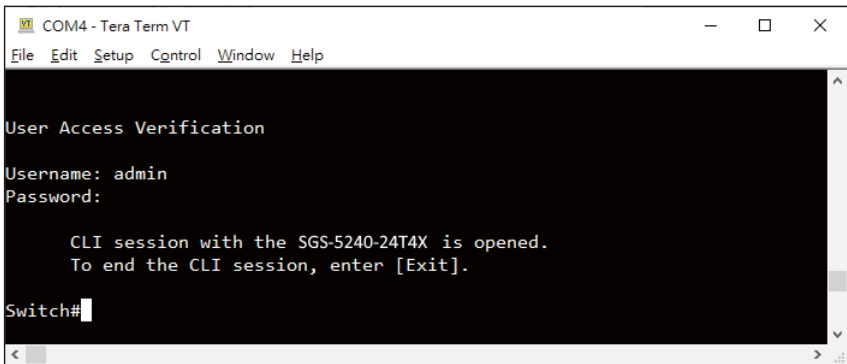 COM4 - Tera Term VT
File Edit Setup Control Window Help
User Access Verification
Username: admin
Password:
CLI session with the SGS-5240-24T4X is opened.
To end the CLI session, enter [Exit].
Switch#